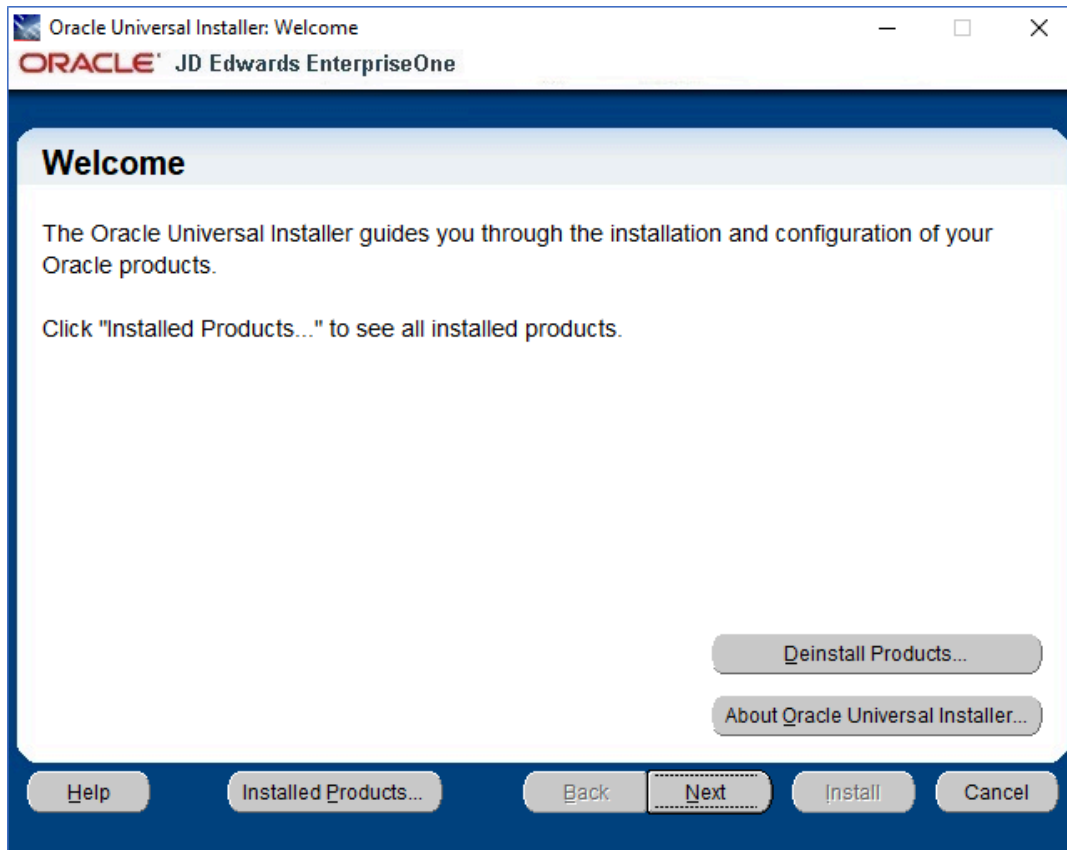 Oracle Universal Installer: Welcome
ORACLE JD Edwards EnterpriseOne
Welcome
The Oracle Universal Installer guides you through the installation and configuration of your
Oracle products.
Click "Installed Products..." to see all installed products.
Deinstall Products...
About Oracle Universal Installer...
Help Installed Products... Back Next Install Cancel